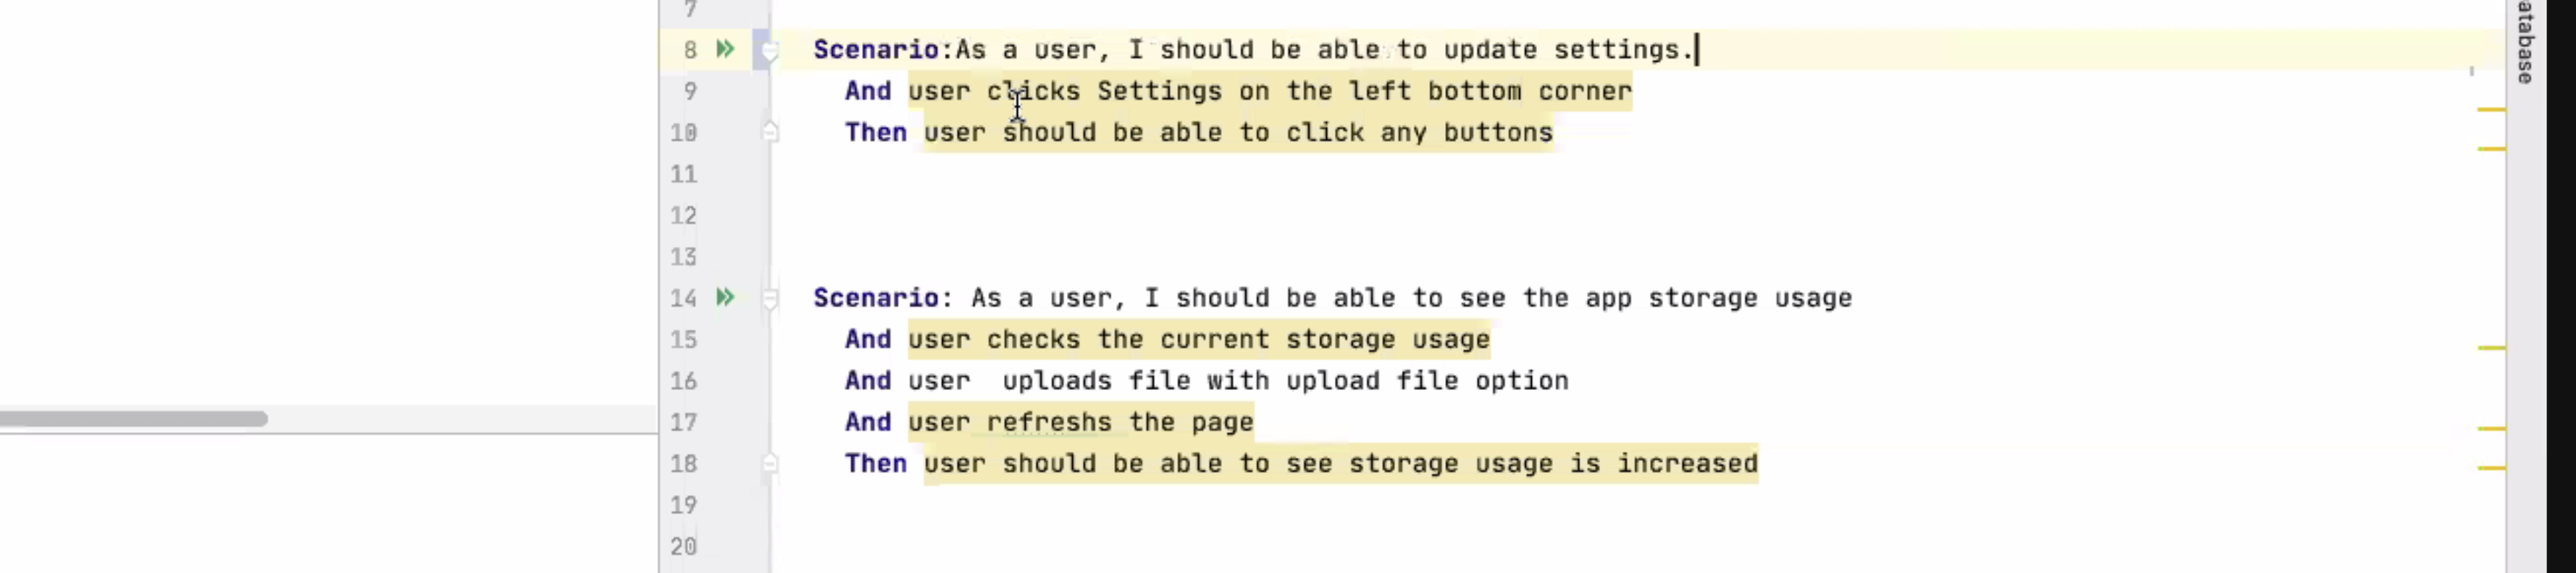 7
8 Scenario:As a user, I should be able to update settings.
9 And user clicks Settings on the left bottom corner
10 Then user should be able to click any buttons
11
12
13
14 Scenario: As a user, I should be able to see the app storage usage
15 And user checks the current storage usage
16 And user  uploads file with upload file option
17 And user refreshs the page
18 Then user should be able to see storage usage is increased
19
20
atabase